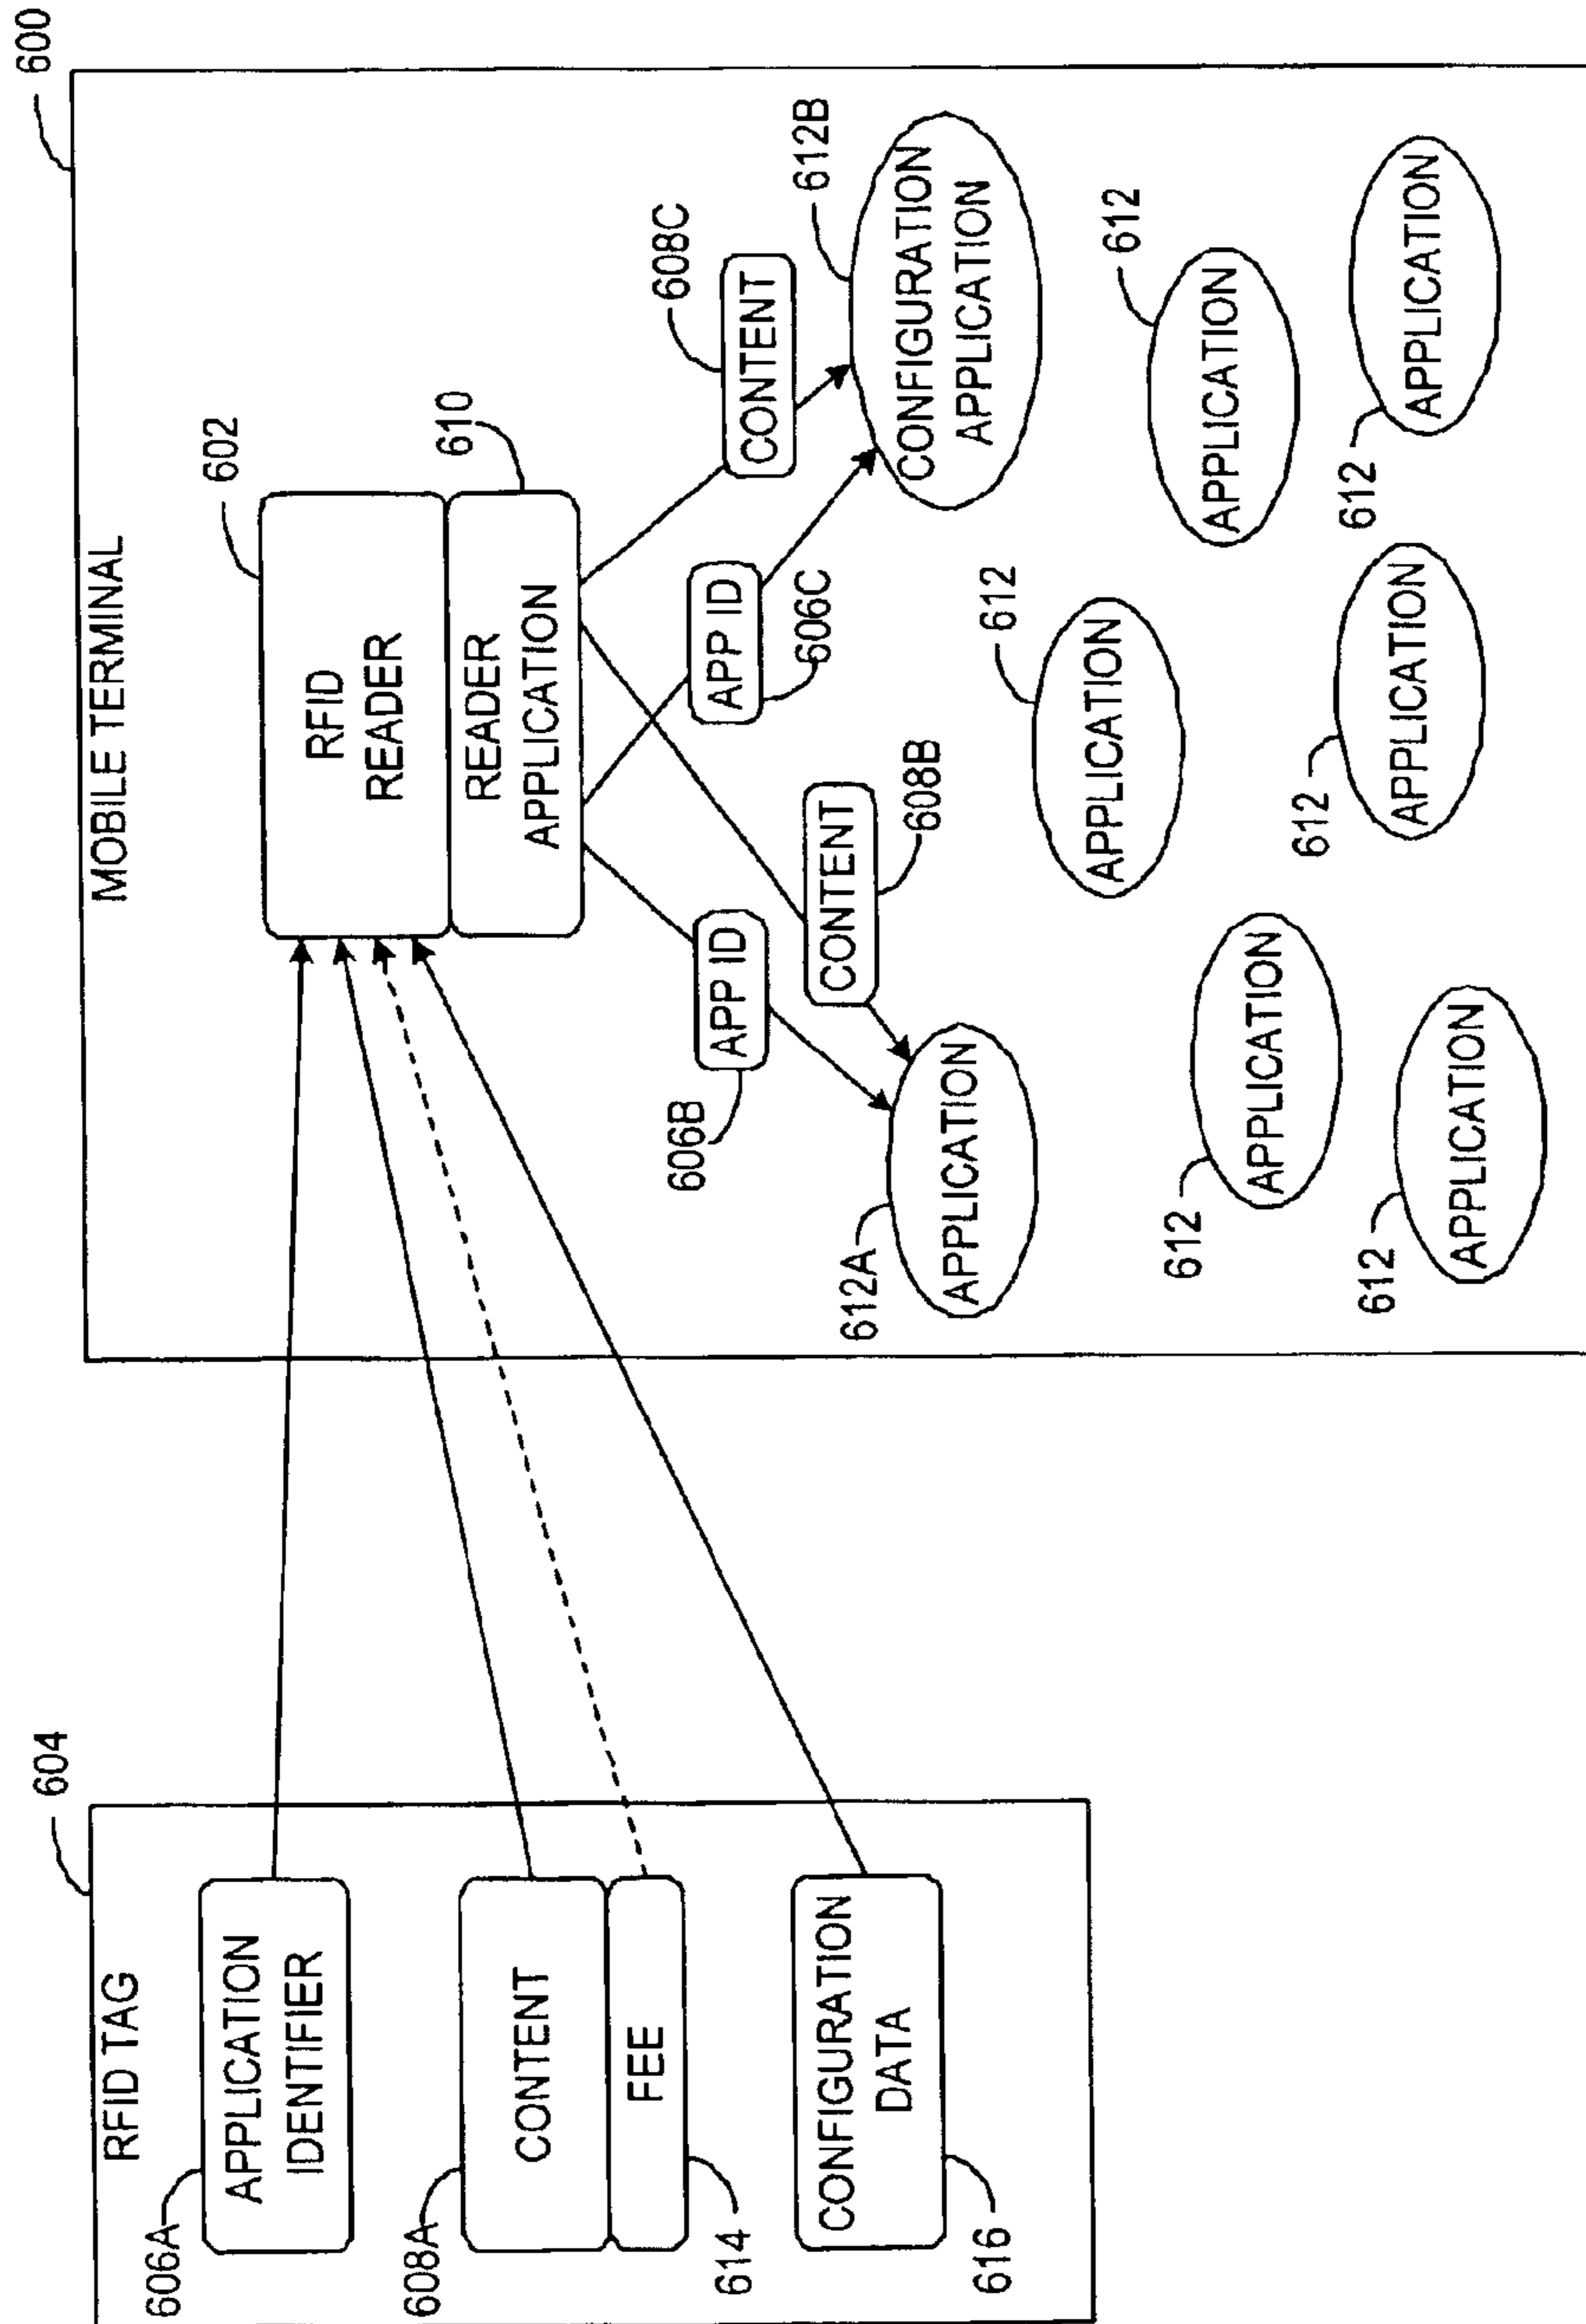 604
RFID TAG
606A
APPLICATION
IDENTIFIER
608A
CONTENT
FEE
614
CONFIGURATION
DATA
616
600
MOBILE TERMINAL
602
RFID
READER
READER
APPLICATION
610
606B
APP ID
APP ID
606C
CONTENT
608C
CONTENT
608B
612A
APPLICATION
CONFIGURATION
APPLICATION
612B
612
APPLICATION
612
APPLICATION
612
APPLICATION
612
APPLICATION
612
APPLICATION
612
APPLICATION